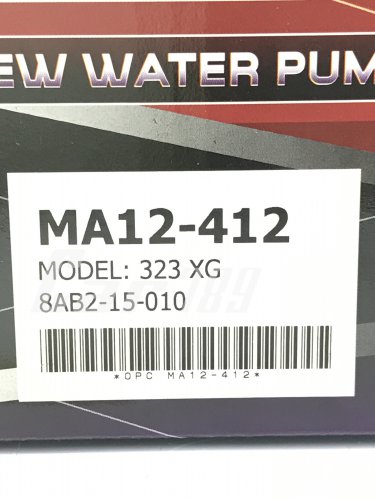 EW WATER PUM
MA12-412
MODEL: 323 XG
8AB2-15-010
*OPC MA12-412*